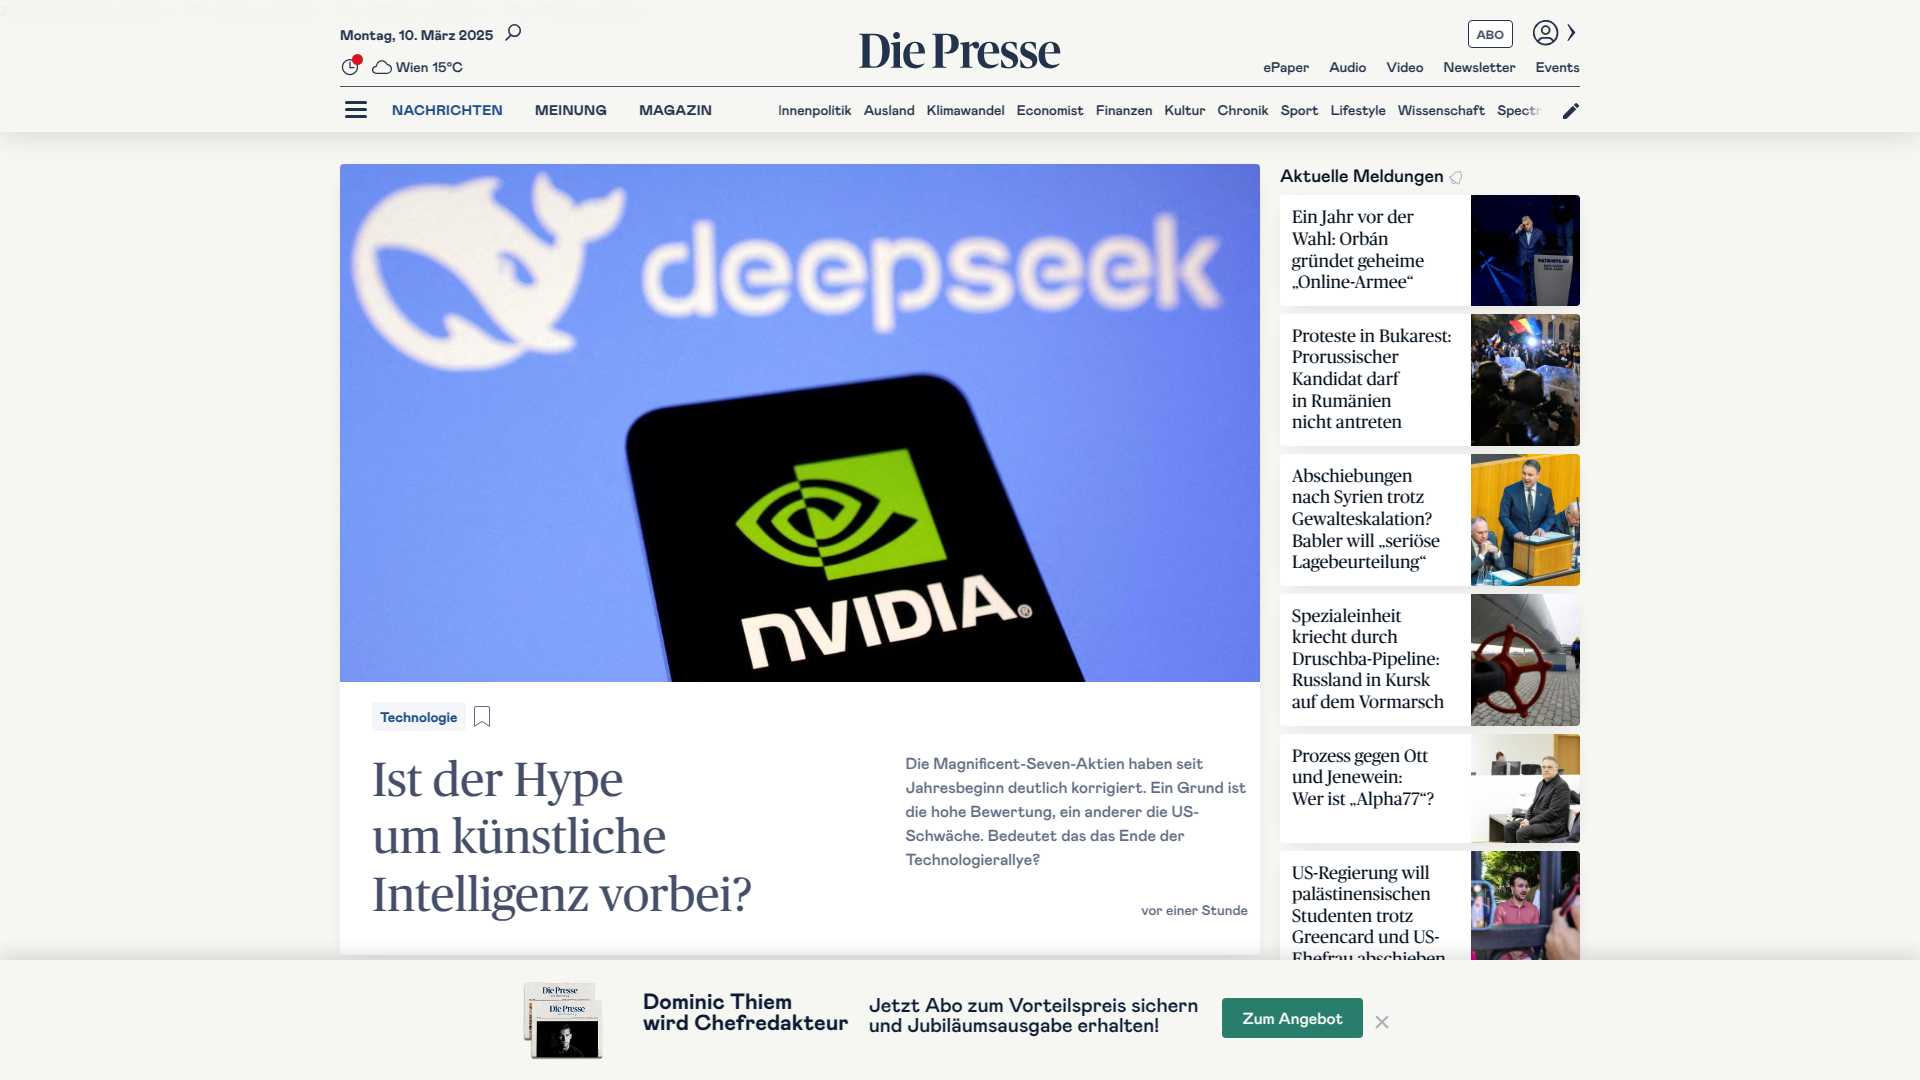 Montag, 10. März 2025
Wien 15°C
Die Presse
ABO
ePaper Audio Video Newsletter Events
NACHRICHTEN MEINUNG MAGAZIN
Innenpolitik Ausland Klimawandel Economist Finanzen Kultur Chronik Sport Lifestyle Wissenschaft Spectr
deepseek
NVIDIA®
Technologie
Ist der Hype
um künstliche
Intelligenz vorbei?
Die Magnificent-Seven-Aktien haben seit
Jahresbeginn deutlich korrigiert. Ein Grund ist
die hohe Bewertung, ein anderer die US-
Schwäche. Bedeutet das das Ende der
Technologierallye?
vor einer Stunde
Aktuelle Meldungen
Ein Jahr vor der
Wahl: Orbán
gründet geheime
„Online-Armee“
Proteste in Bukarest:
Prorussischer
Kandidat darf
in Rumänien
nicht antreten
Abschiebungen
nach Syrien trotz
Gewalteskalation?
Babler will „seriöse
Lagebeurteilung“
Spezialeinheit
kriecht durch
Druschba-Pipeline:
Russland in Kursk
auf dem Vormarsch
Prozess gegen Ott
und Jenewein:
Wer ist „Alpha77“?
US-Regierung will
palästinensischen
Studenten trotz
Greencard und US-
Ehefrau abschieben
Die Presse
Die Presse
Dominic Thiem
wird Chefredakteur
Jetzt Abo zum Vorteilspreis sichern
und Jubiläumsausgabe erhalten!
Zum Angebot